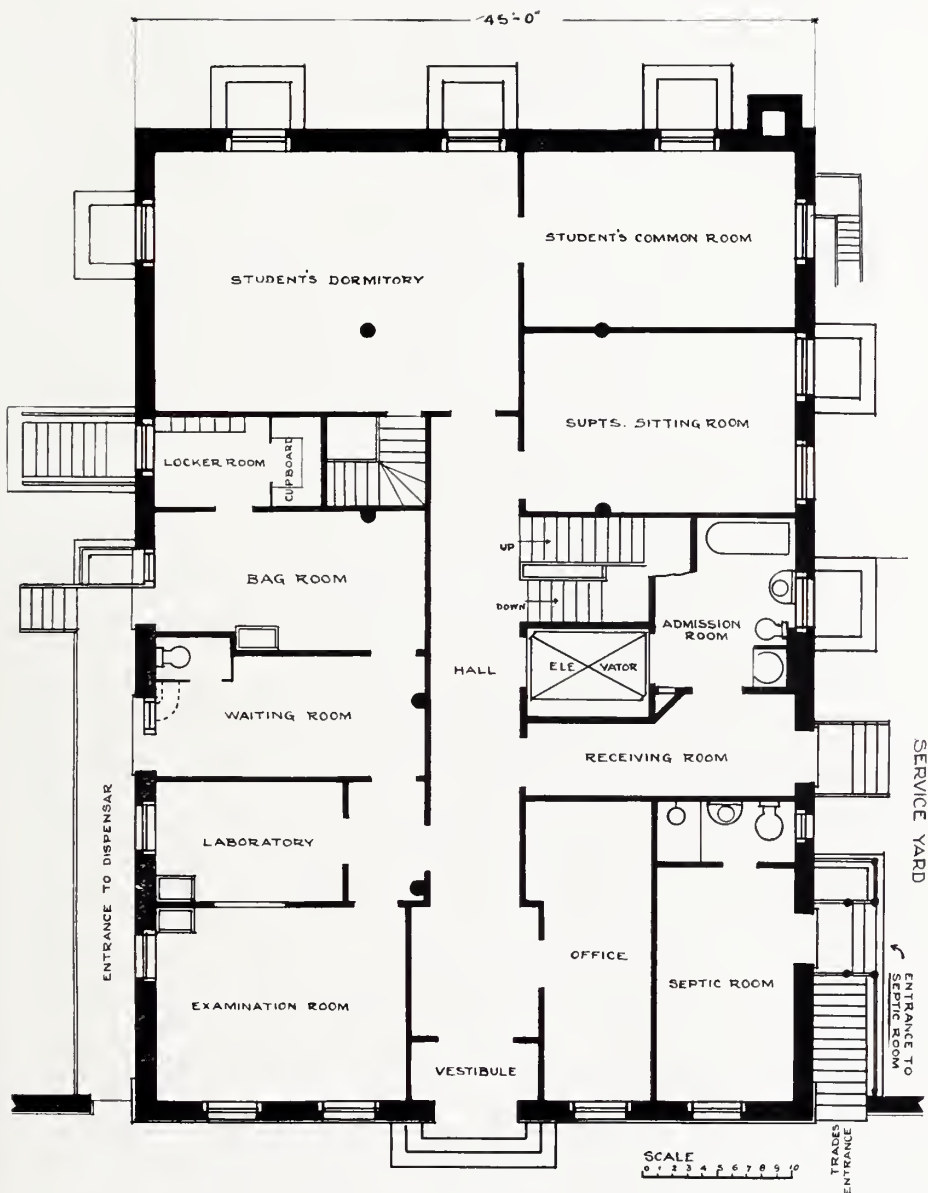 45'-0"
STUDENT'S DORMITORY
STUDENT'S COMMON ROOM
SUPTS. SITTING ROOM
LOCKER ROOM
CUPBOARD
BAG ROOM
UP
DOWN
ADMISSION
ROOM
HALL
ELEVATOR
WAITING ROOM
RECEIVING ROOM
SERVICE YARD
LABORATORY
ENTRANCE TO DISPENSAR
OFFICE
SEPTIC ROOM
EXAMINATION ROOM
ENTRANCE TO
SEPTIC ROOM
VESTIBULE
TRADES
ENTRANCE
SCALE
0 1 2 3 4 5 6 7 8 9 10